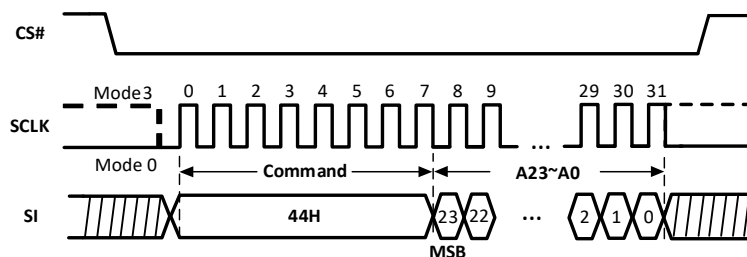 CS#
Mode3
0 1 2 3 4 5 6 7 8 9 29 30 31
SCLK
...
Mode 0
Command
A23~A0
SI
44H
23 22 ... 2 1 0
MSB